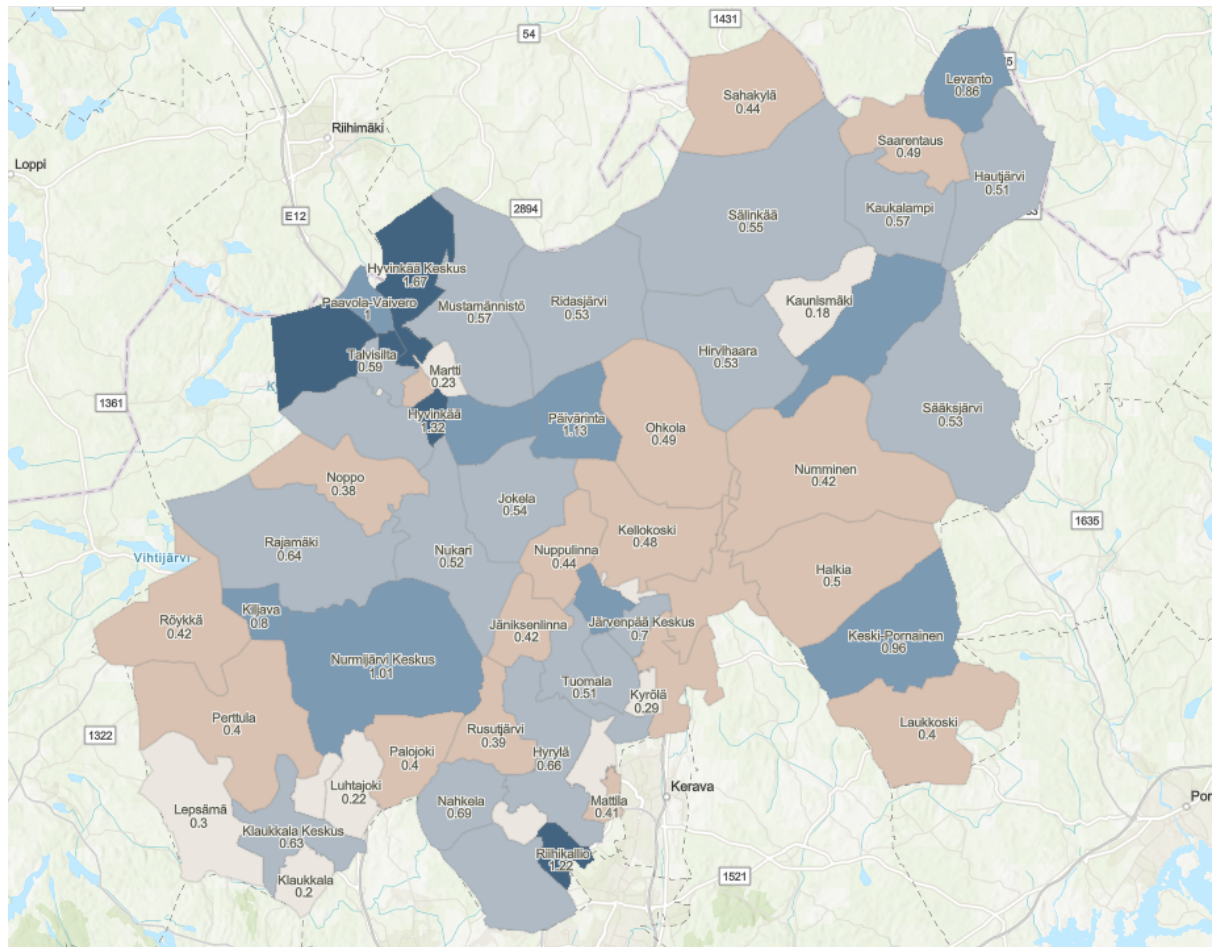 1431
54
75
Levanto
0.86
Sahakylä
0.44
Saarentaus
0.49
Riihimäki
Loppi
Hautjärvi
0.51
Kaukalampi
0.57
2894
E12
Sälinkää
0.55
Hyvinkää Keskus
1.67
Paavola-Vaivero
1
Mustamännistö
0.57
Ridasjärvi
0.53
Kaunismäki
0.18
Talvisilta
0.59
Martti
0.23
Hirvihaara
0.53
1361
Hyvinkää
1.32
Päivärinta
1.13
Ohkola
0.49
Sääksjärvi
0.53
Noppo
0.38
Numminen
0.42
Jokela
0.54
1635
Rajamäki
0.64
Nukari
0.52
Nuppulinna
0.44
Kellokoski
0.48
Vihtijärvi
Halkia
0.5
Röykkä
0.42
Kiljava
0.8
Jäniksenlinna
0.42
Järvenpää Keskus
0.7
Keski-Pornainen
0.96
Nurmijärvi Keskus
1.01
Tuomala
0.51
Kyrölä
0.29
Perttula
0.4
Laukkoski
0.4
1322
Rusutjärvi
0.39
Palojoki
0.4
Hyrylä
0.66
Luhtajoki
0.22
Kerava
Mattila
0.41
Por
Lepsämä
0.3
Nahkela
0.69
Klaukkala Keskus
0.63
Riihikallio
1.22
Klaukkala
0.2
1521